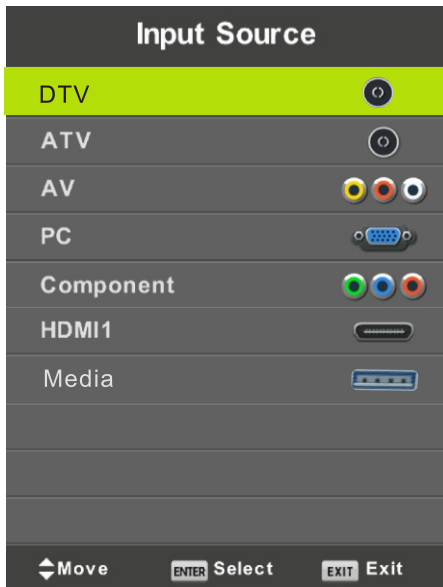 Input Source
DTV
ATV
AV
PC
Component
HDMI1
Media
Move ENTER Select EXIT Exit